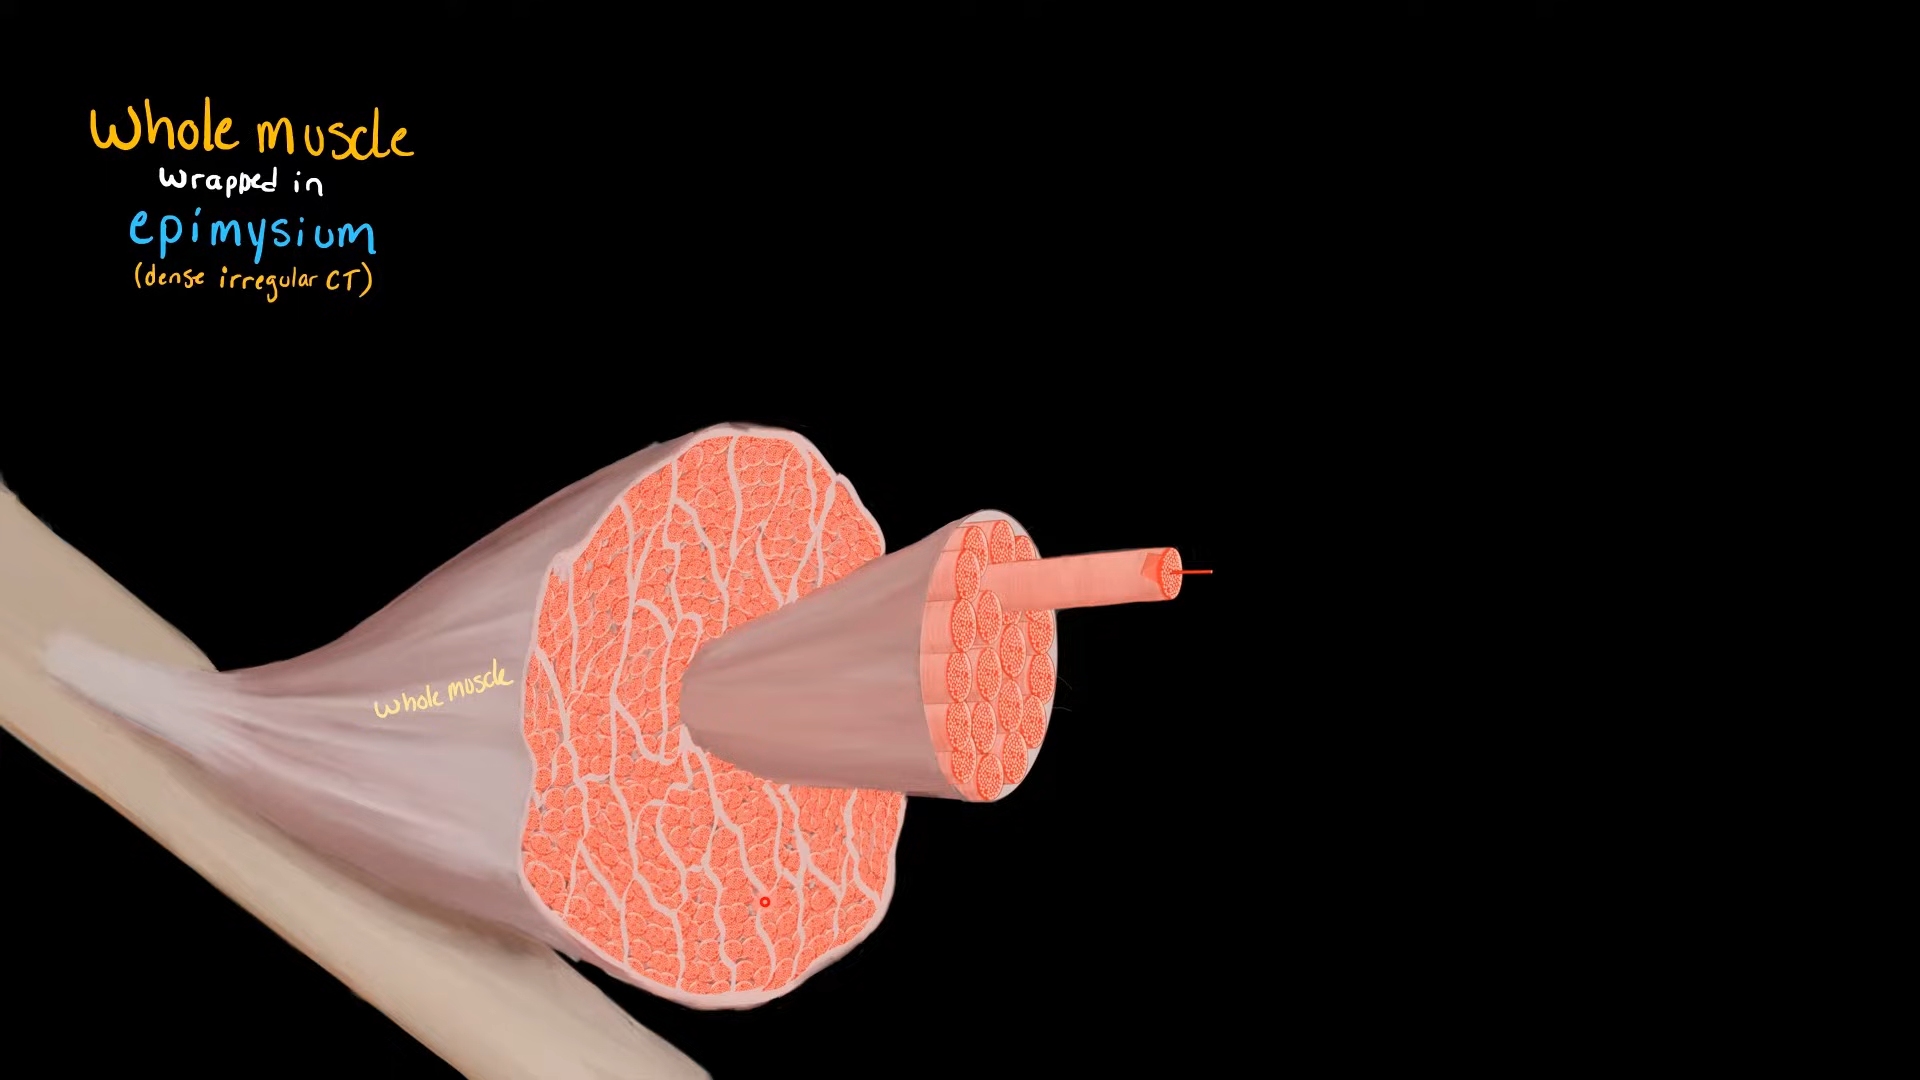 Whole muscle
wrapped in
epimysium
(dense irregular CT)
whole muscle